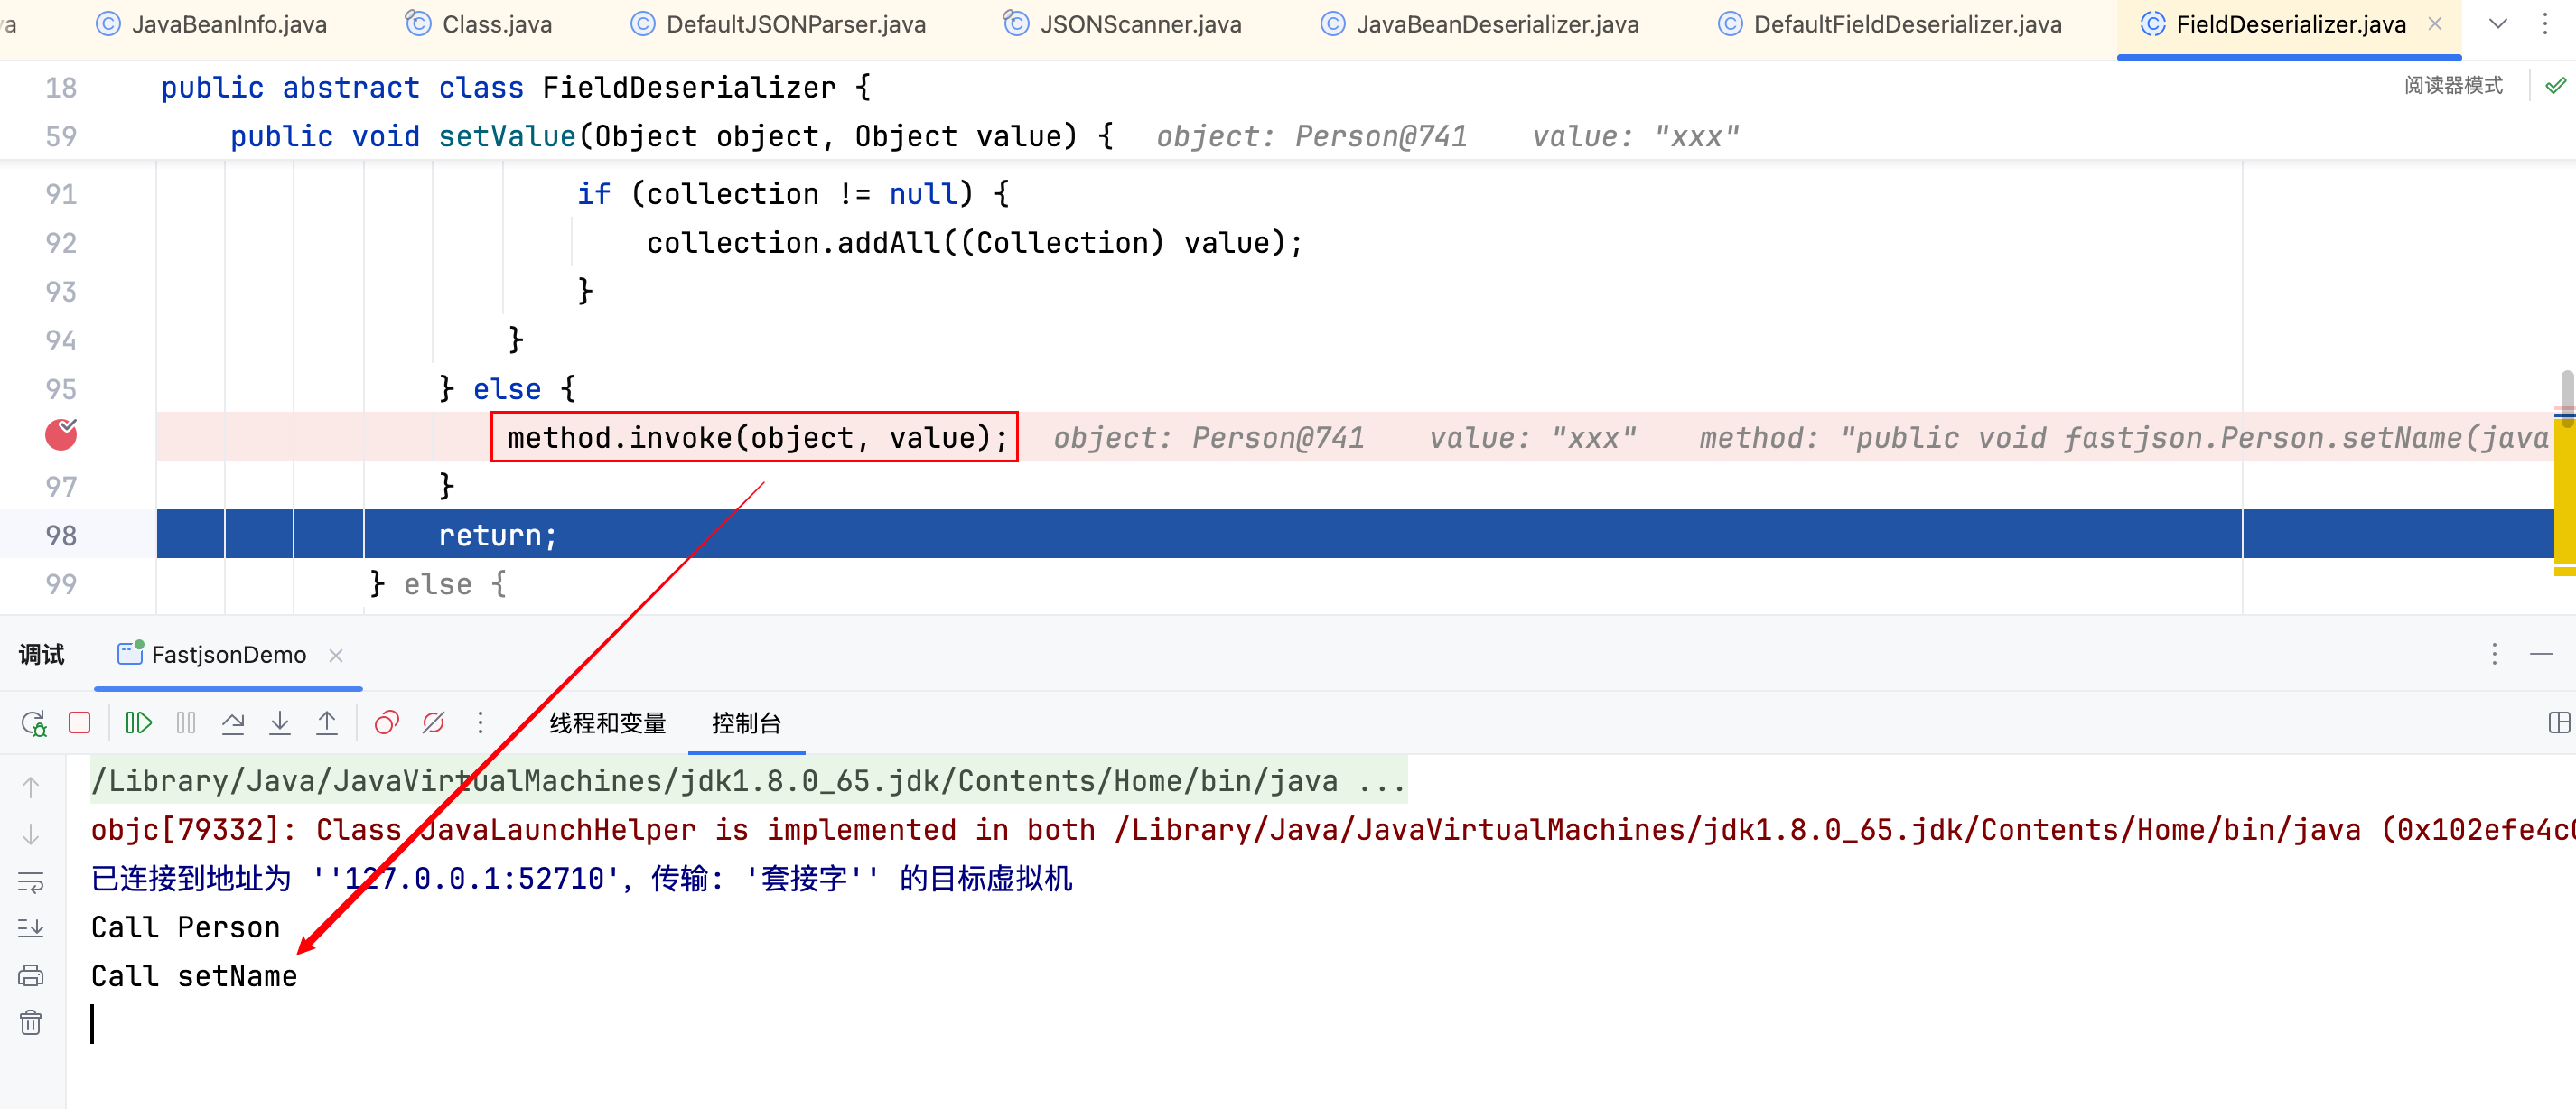 va JavaBeanInfo.java Class.java DefaultJSONParser.java JSONScanner.java JavaBeanDeserializer.java DefaultFieldDeserializer.java FieldDeserializer.java
18 public abstract class FieldDeserializer { 阅读器模式
59 public void setValue(Object object, Object value) { object: Person@741 value: "xxx"
91 if (collection != null) {
92 collection.addAll((Collection) value);
93 }
94 }
95 } else {
method.invoke(object, value); object: Person@741 value: "xxx" method: "public void fastjson.Person.setName(java
97 }
98 return;
99 } else {
调试 FastjsonDemo
线程和变量 控制台
/Library/Java/JavaVirtualMachines/jdk1.8.0_65.jdk/Contents/Home/bin/java ...
objc[79332]: Class JavaLaunchHelper is implemented in both /Library/Java/JavaVirtualMachines/jdk1.8.0_65.jdk/Contents/Home/bin/java (0x102efe4c0
已连接到地址为 ''127.0.0.1:52710'，传输: '套接字'' 的目标虚拟机
Call Person
Call setName